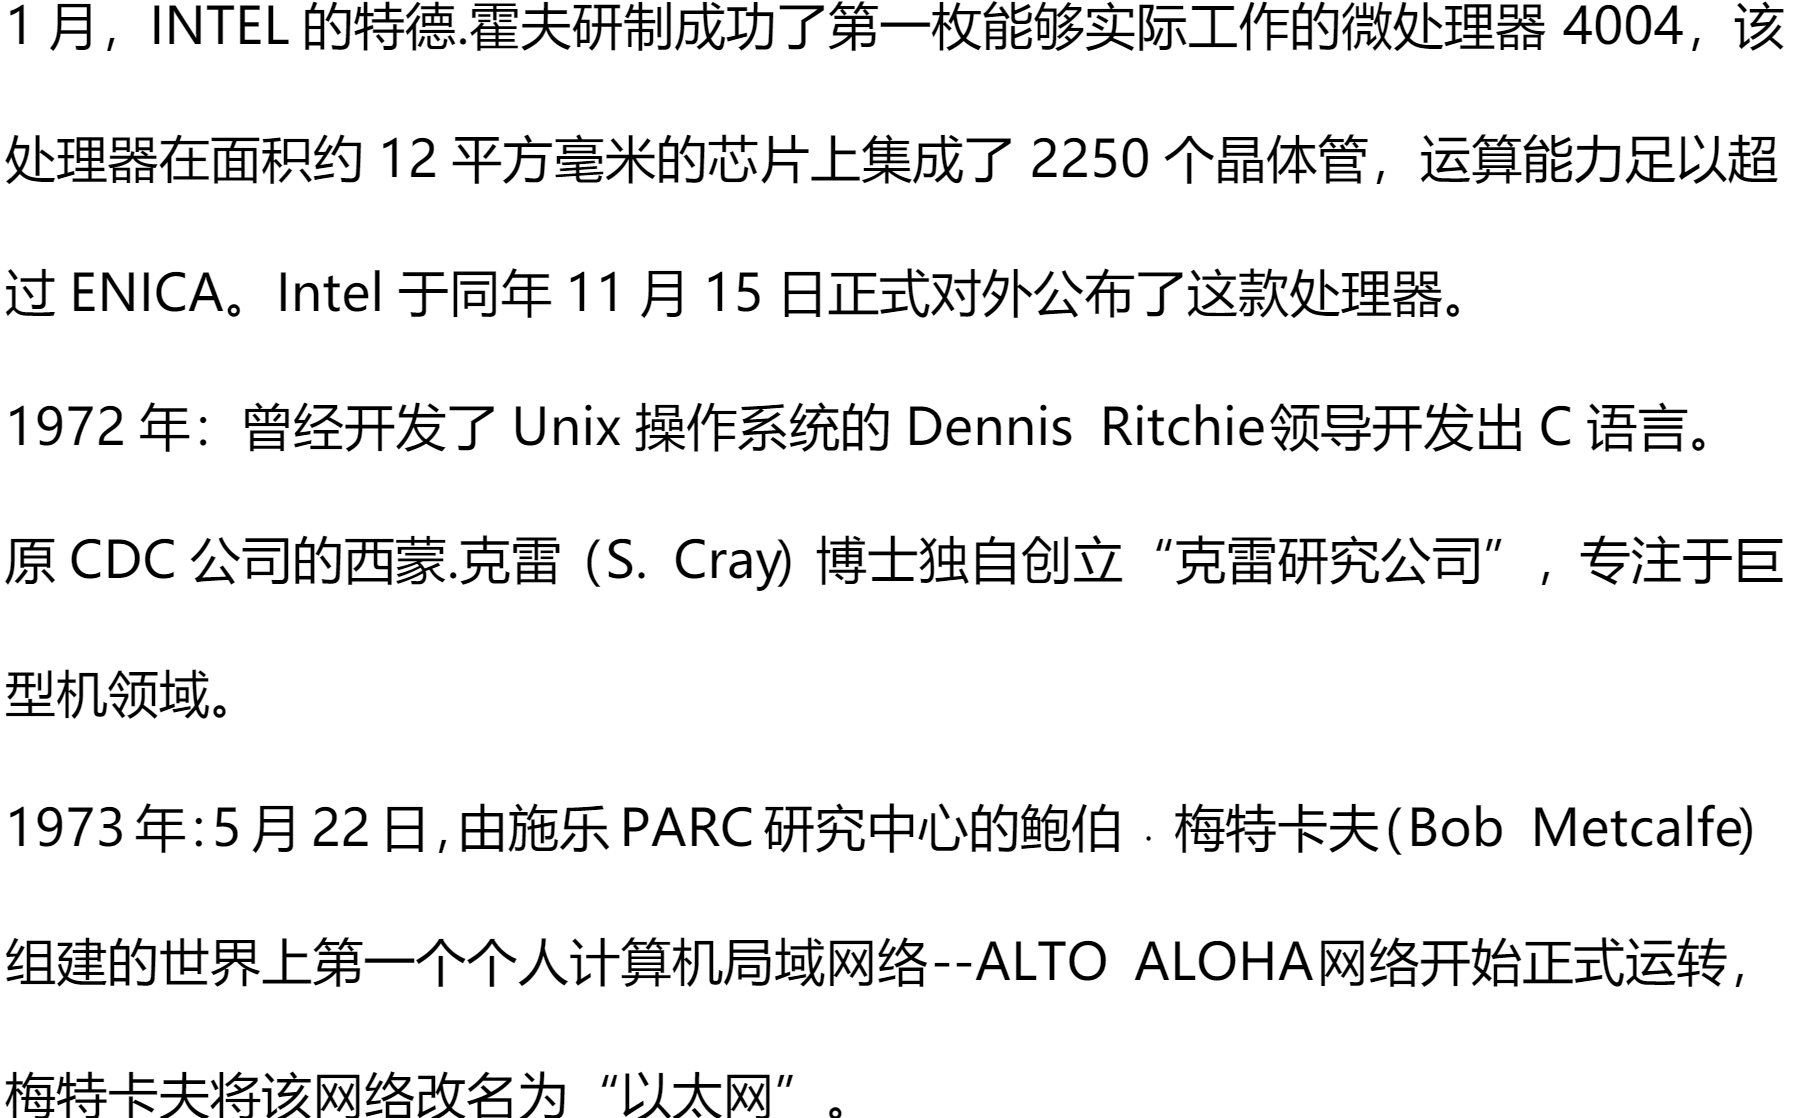 1 月，INTEL 的特德.霍夫研制成功了第一枚能够实际工作的微处理器 4004，该
处理器在面积约 12 平方毫米的芯片上集成了 2250 个晶体管，运算能力足以超
过 ENICA。Intel 于同年 11 月 15 日正式对外公布了这款处理器。
1972 年：曾经开发了 Unix 操作系统的 Dennis Ritchie领导开发出 C 语言。
原 CDC 公司的西蒙.克雷（S. Cray）博士独自创立“克雷研究公司”，专注于巨
型机领域。
1973 年：5 月 22 日，由施乐 PARC 研究中心的鲍伯﹒梅特卡夫（Bob Metcalfe）
组建的世界上第一个个人计算机局域网络--ALTO ALOHA网络开始正式运转，
梅特卡夫将该网络改名为“以太网”。